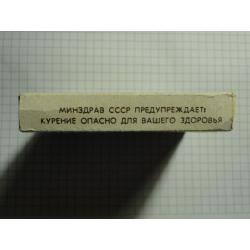 МИНЗДРАВ СССР ПРЕДУПРЕЖДАЕТ:
КУРЕНИЕ ОПАСНО ДЛЯ ВАШЕГО ЗДОРОВЬЯ